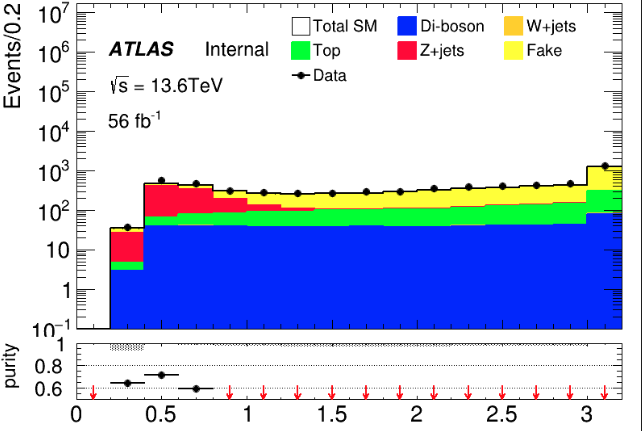 Events/0.2
10⁷
10⁶
10⁵
10⁴
10³
10²
10
1
10⁻¹
ATLAS Internal
√s = 13.6TeV
56 fb⁻¹
Total SM
Di-boson
W+jets
Top
Z+jets
Fake
Data
purity
1
0.8
0.6
0 0.5 1 1.5 2 2.5 3